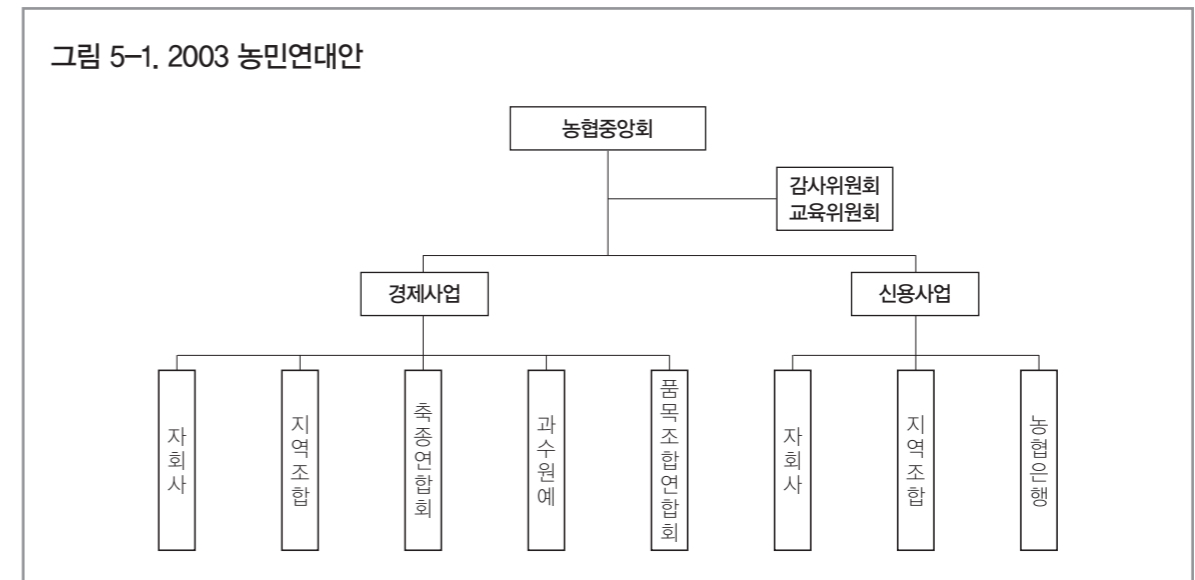 그림 5-1. 2003 농민연대안
농협중앙회
감사위원회
교육위원회
경제사업
신용사업
자회사
지역조합
축종연합회
과수원예
품목조합연합회
자회사
지역조합
농협은행